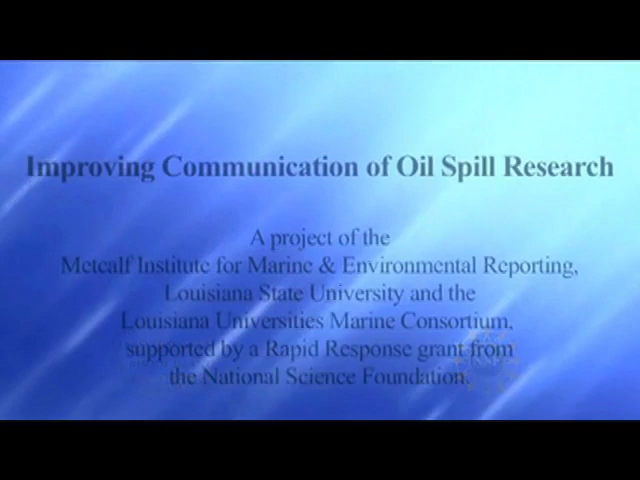 Improving Communication of Oil Spill Research
A project of the
Metcalf Institute for Marine & Environmental Reporting,
Louisiana State University and the
Louisiana Universities Marine Consortium,
supported by a Rapid Response grant from
the National Science Foundation.